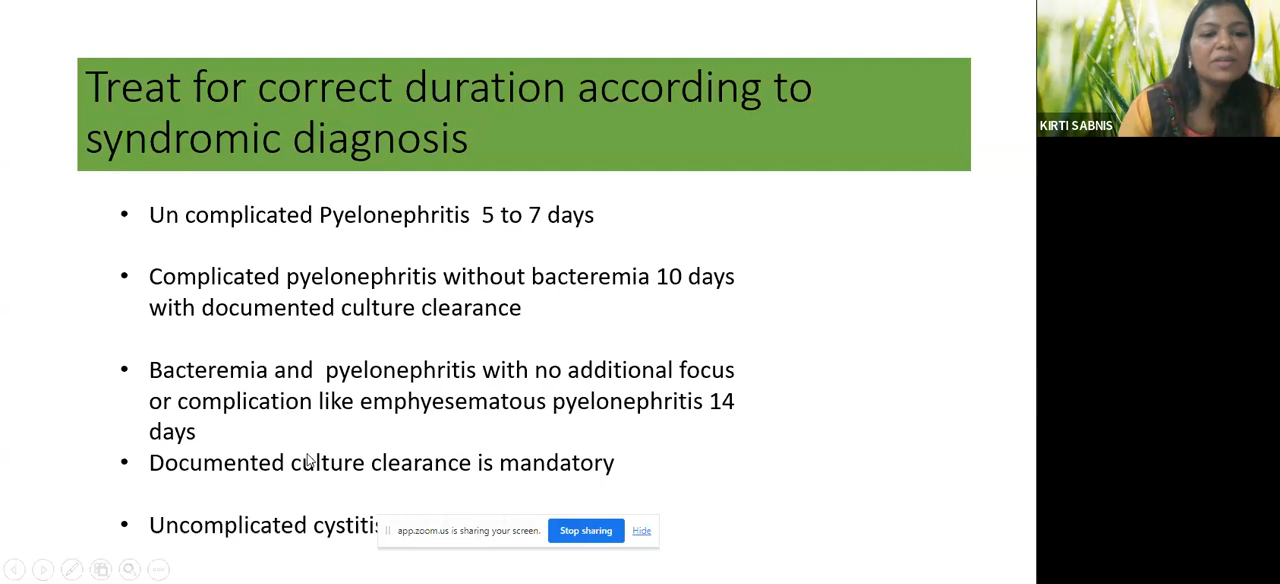 Treat for correct duration according to
syndromic diagnosis
KIRTI SABNIS
• Un complicated Pyelonephritis 5 to 7 days
• Complicated pyelonephritis without bacteremia 10 days
with documented culture clearance
• Bacteremia and pyelonephritis with no additional focus
or complication like emphyesematous pyelonephritis 14
days
• Documented culture clearance is mandatory
• Uncomplicated cystitis
app.zoom.us is sharing your screen. Stop sharing Hide